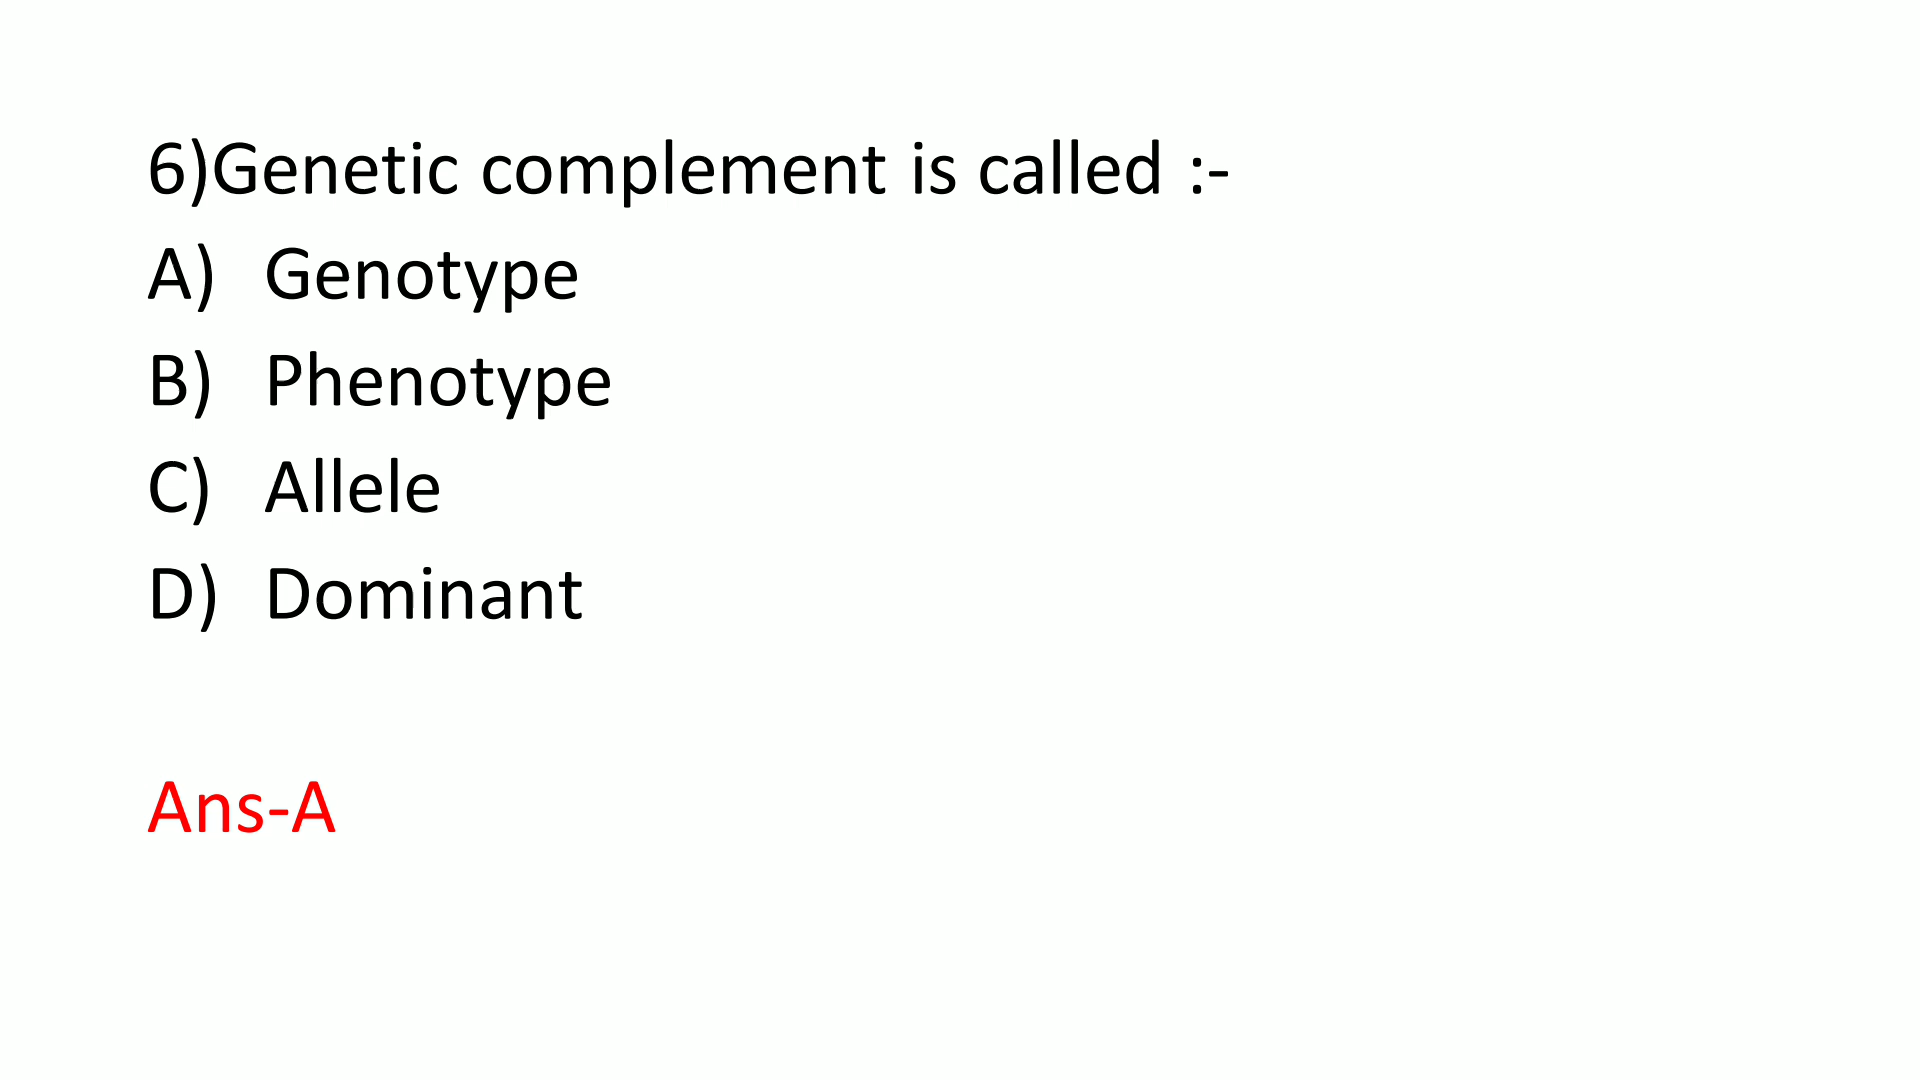 6)Genetic complement is called :-
A) Genotype
B) Phenotype
C) Allele
D) Dominant
Ans-A